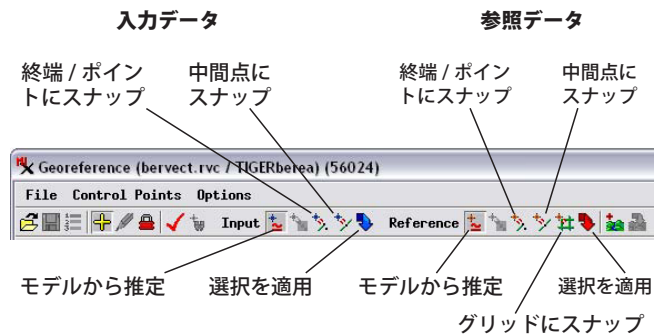 入力データ 参照データ
終端 / ポイン
トにスナップ
中間点に
スナップ
終端 / ポイン
トにスナップ
中間点に
スナップ
Georeference (bervect.rvc / TIGERberea) (56024)
File Control Points Options
Input Reference
モデルから推定 選択を適用 モデルから推定 選択を適用
グリッドにスナップ